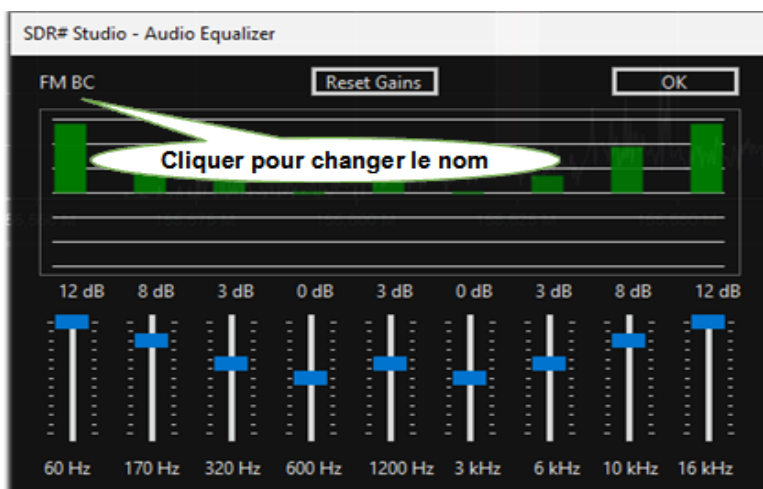 SDR# Studio - Audio Equalizer
FM BC Reset Gains OK
Cliquer pour changer le nom
12 dB 8 dB 3 dB 0 dB 3 dB 0 dB 3 dB 8 dB 12 dB
60 Hz 170 Hz 320 Hz 600 Hz 1200 Hz 3 kHz 6 kHz 10 kHz 16 kHz